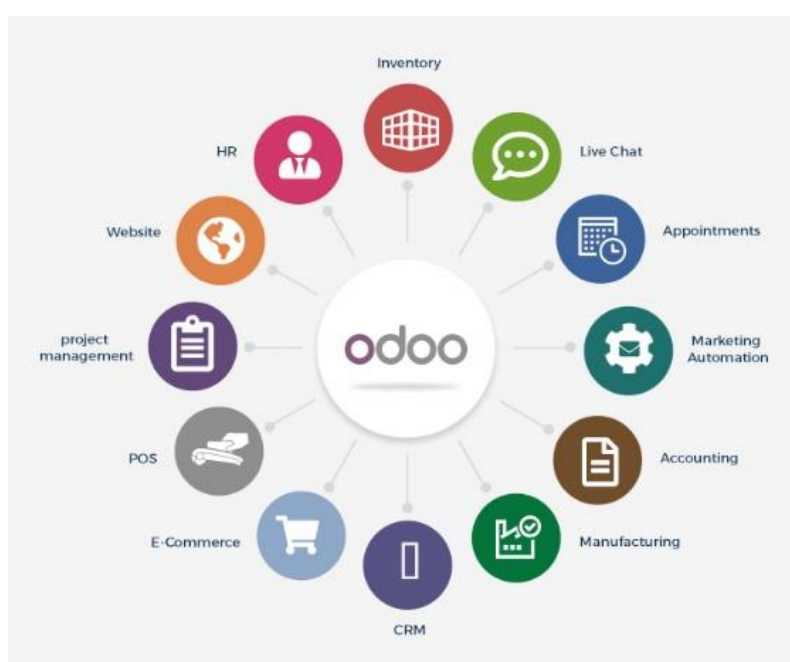 Inventory
HR
Live Chat
Website
Appointments
odoo
project
management
Marketing
Automation
POS
Accounting
E-Commerce
Manufacturing
CRM